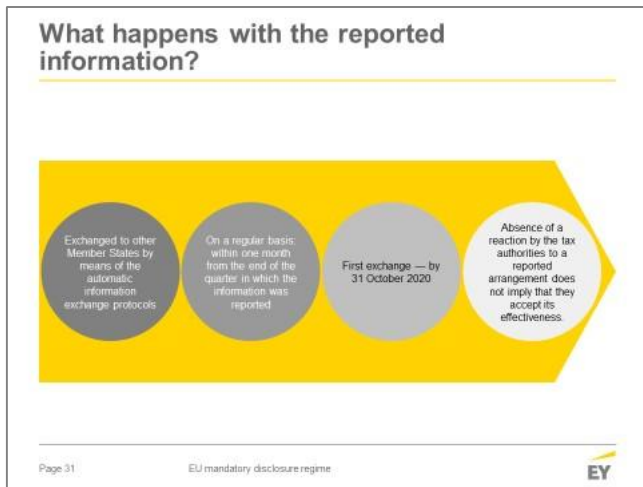 What happens with the reported
information?
Exchanged to other
Member States by
means of the
automatic
information
exchange protocols
On a regular basis:
within one month
from the end of the
quarter in which the
information was
reported
First exchange — by
31 October 2020
Absence of a
reaction by the tax
authorities to a
reported
arrangement does
not imply that they
accept its
effectiveness.
Page 31
EU mandatory disclosure regime
EY